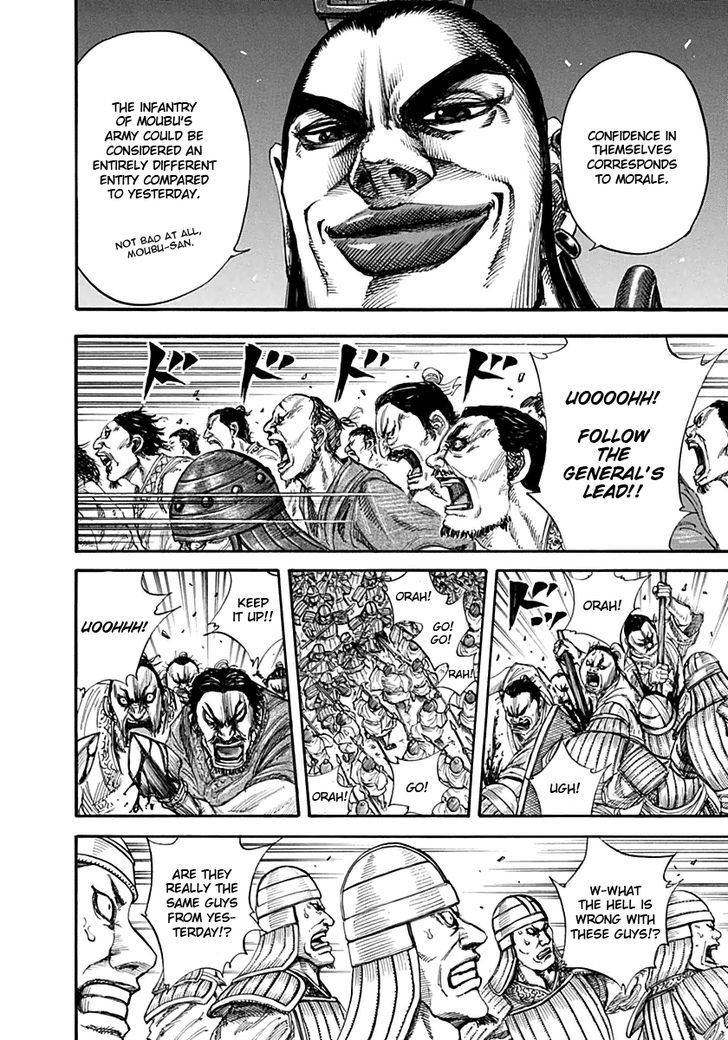 CONFIDENCE IN
THEMSELVES
CORRESPONDS
TO MORALE.
THE INFANTRY
OF MOUBU'S
ARMY COULD BE
CONSIDERED AN
ENTIRELY DIFFERENT
ENTITY COMPARED
TO YESTERDAY.
NOT BAD AT ALL,
MOUBU-SAN.
ドドドド
UOOOOHH!
FOLLOW
THE
GENERAL'S
LEAD!!
ORAH!
ドドッ
UGH!
ORAH!
GO!
GO!
RAH!
GO!
ORAH!
KEEP
IT UP!!
UOOHHH!
W-WHAT
THE HELL IS
WRONG WITH
THESE GUYS!?
ARE THEY
REALLY THE
SAME GUYS
FROM YES-
TERDAY!?